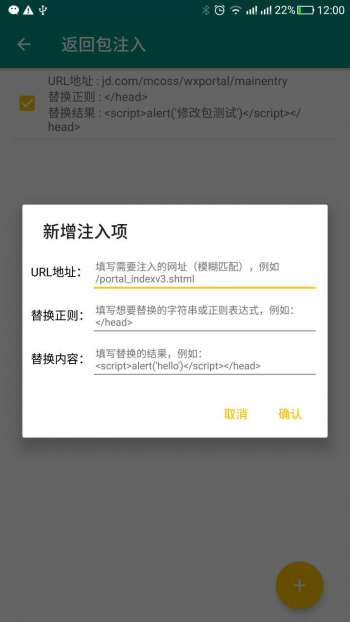 22% 12:00
返回包注入
URL地址 : jd.com/mcoss/wxportal/mainentry
替换正则 : </head>
替换结果 : <script>alert('修改包测试')</script></
head>
新增注入项
URL地址：
填写需要注入的网址（模糊匹配），例如
/portal_indexv3.shtml
替换正则：
填写想要替换的字符串或正则表达式，例如：
</head>
替换内容：
填写替换的结果，例如：
<script>alert('hello')</script></head>
取消 确认